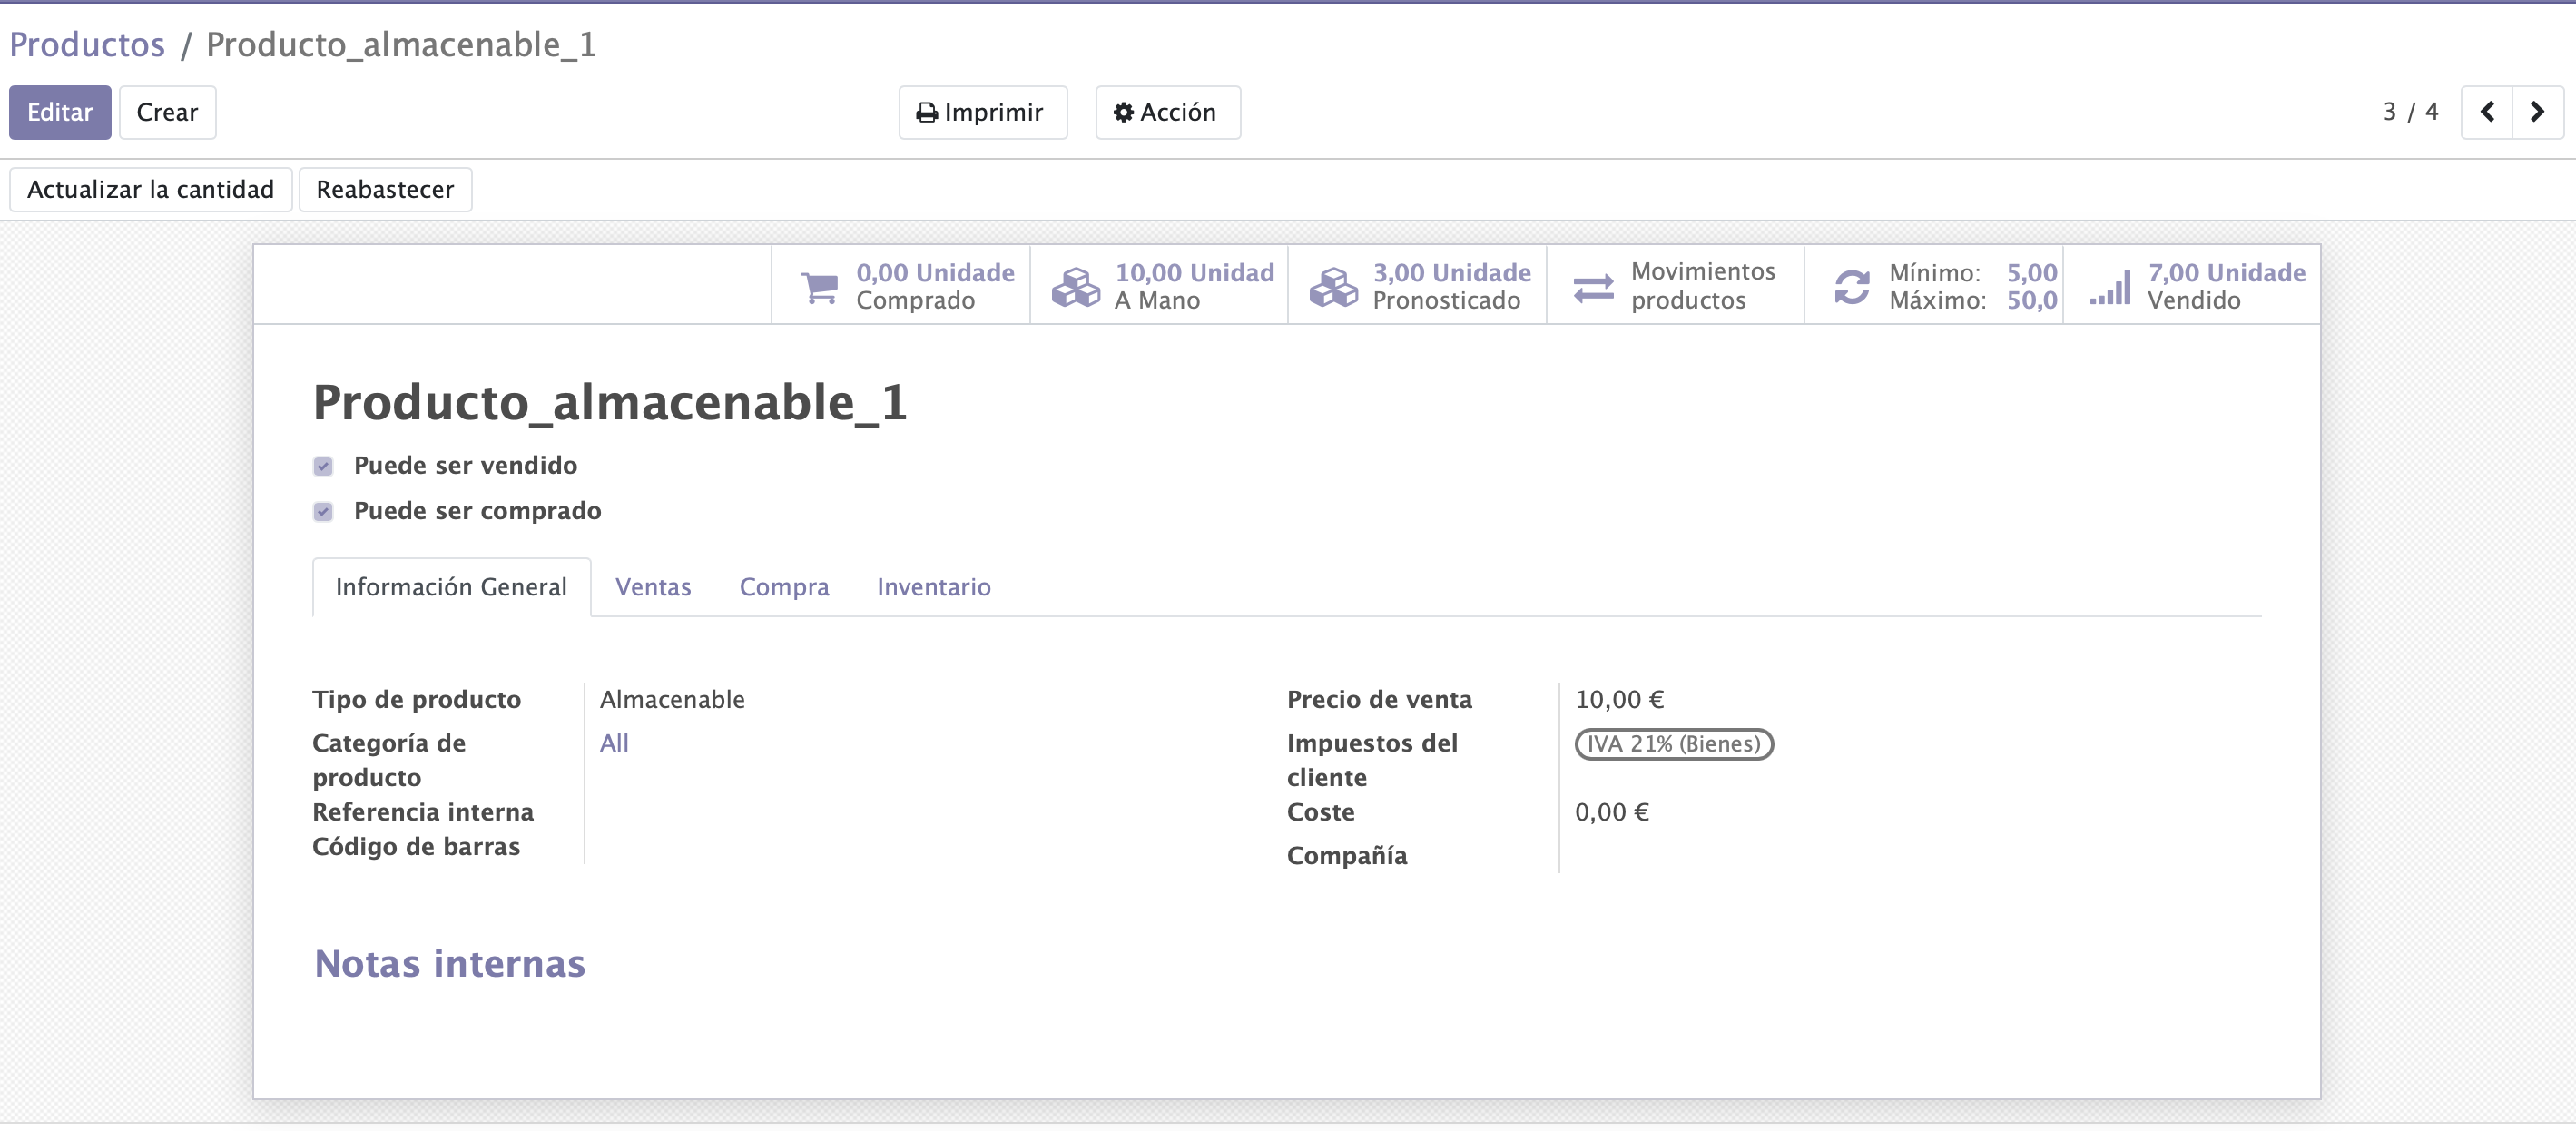 Productos / Producto_almacenable_1
Editar Crear Imprimir Acción 3 / 4
Actualizar la cantidad Reabastecer
0,00 Unidade
Comprado
10,00 Unidad
A Mano
3,00 Unidade
Pronosticado
Movimientos
productos
Mínimo: 5,00
Máximo: 50,0
7,00 Unidade
Vendido
Producto_almacenable_1
Puede ser vendido
Puede ser comprado
Información General Ventas Compra Inventario
Tipo de producto Almacenable
Categoría de producto All
Referencia interna
Código de barras
Precio de venta 10,00 €
Impuestos del cliente IVA 21% (Bienes)
Coste 0,00 €
Compañía
Notas internas